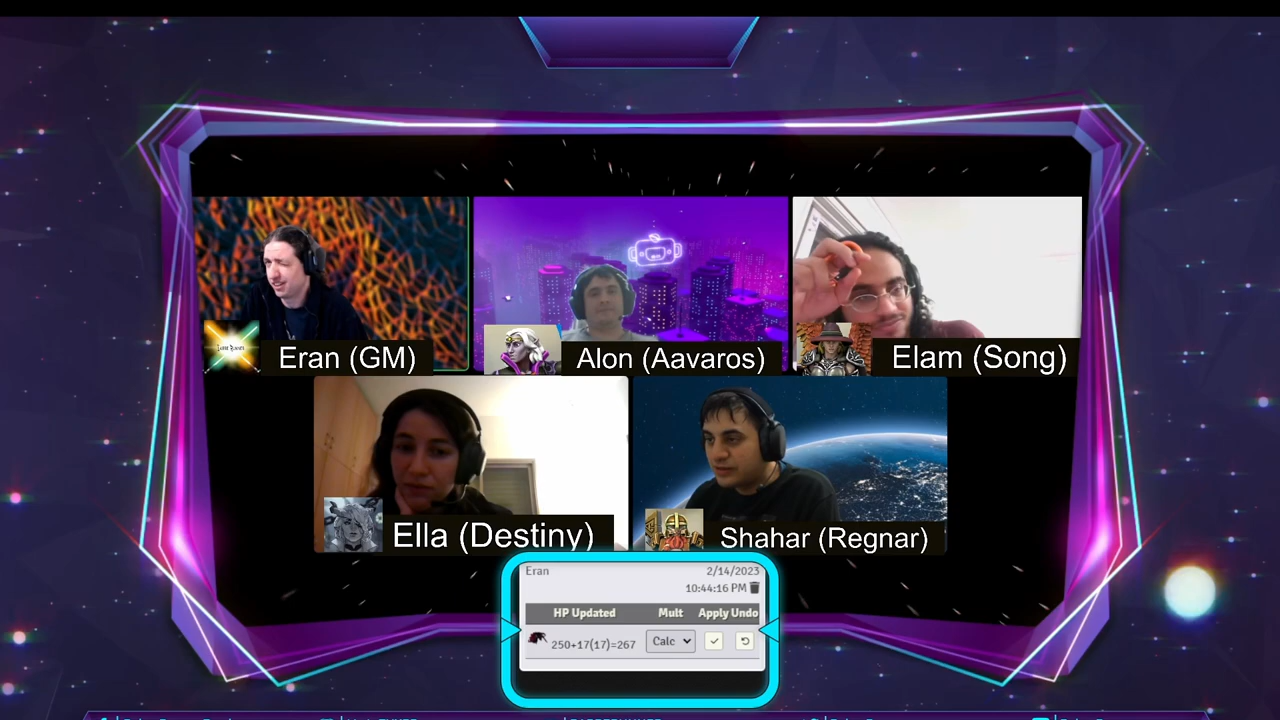 Eran (GM)
Alon (Aavaros)
Elam (Song)
Ella (Destiny)
Shahar (Regnar)
Eran 2/14/2023
10:44:16 PM
HP Updated Mult Apply Undo
250+17(17)=267 Calc